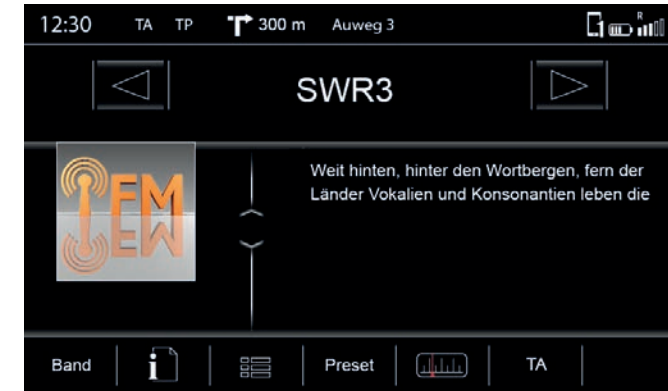 12:30 TA TP 300 m Auweg 3 1 R
SWR3
FM
Weit hinten, hinter den Wortbergen, fern der
Länder Vokalien und Konsonantien leben die
Band i Preset TA